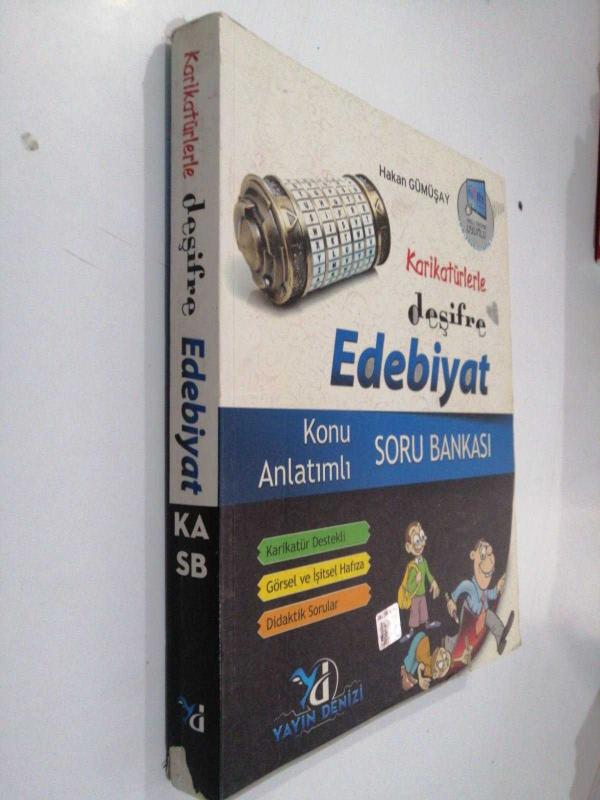 Karikatürlerle
deşifre
Edebiyat
KA
SB
Hakan GÜMÜŞAY
Karikatürlerle
deşifre
Edebiyat
Konu
Anlatımlı
SORU BANKASI
Karikatür Destekli
Görsel ve İşitsel Hafıza
Didaktik Sorular
YAYIN DENİZİ